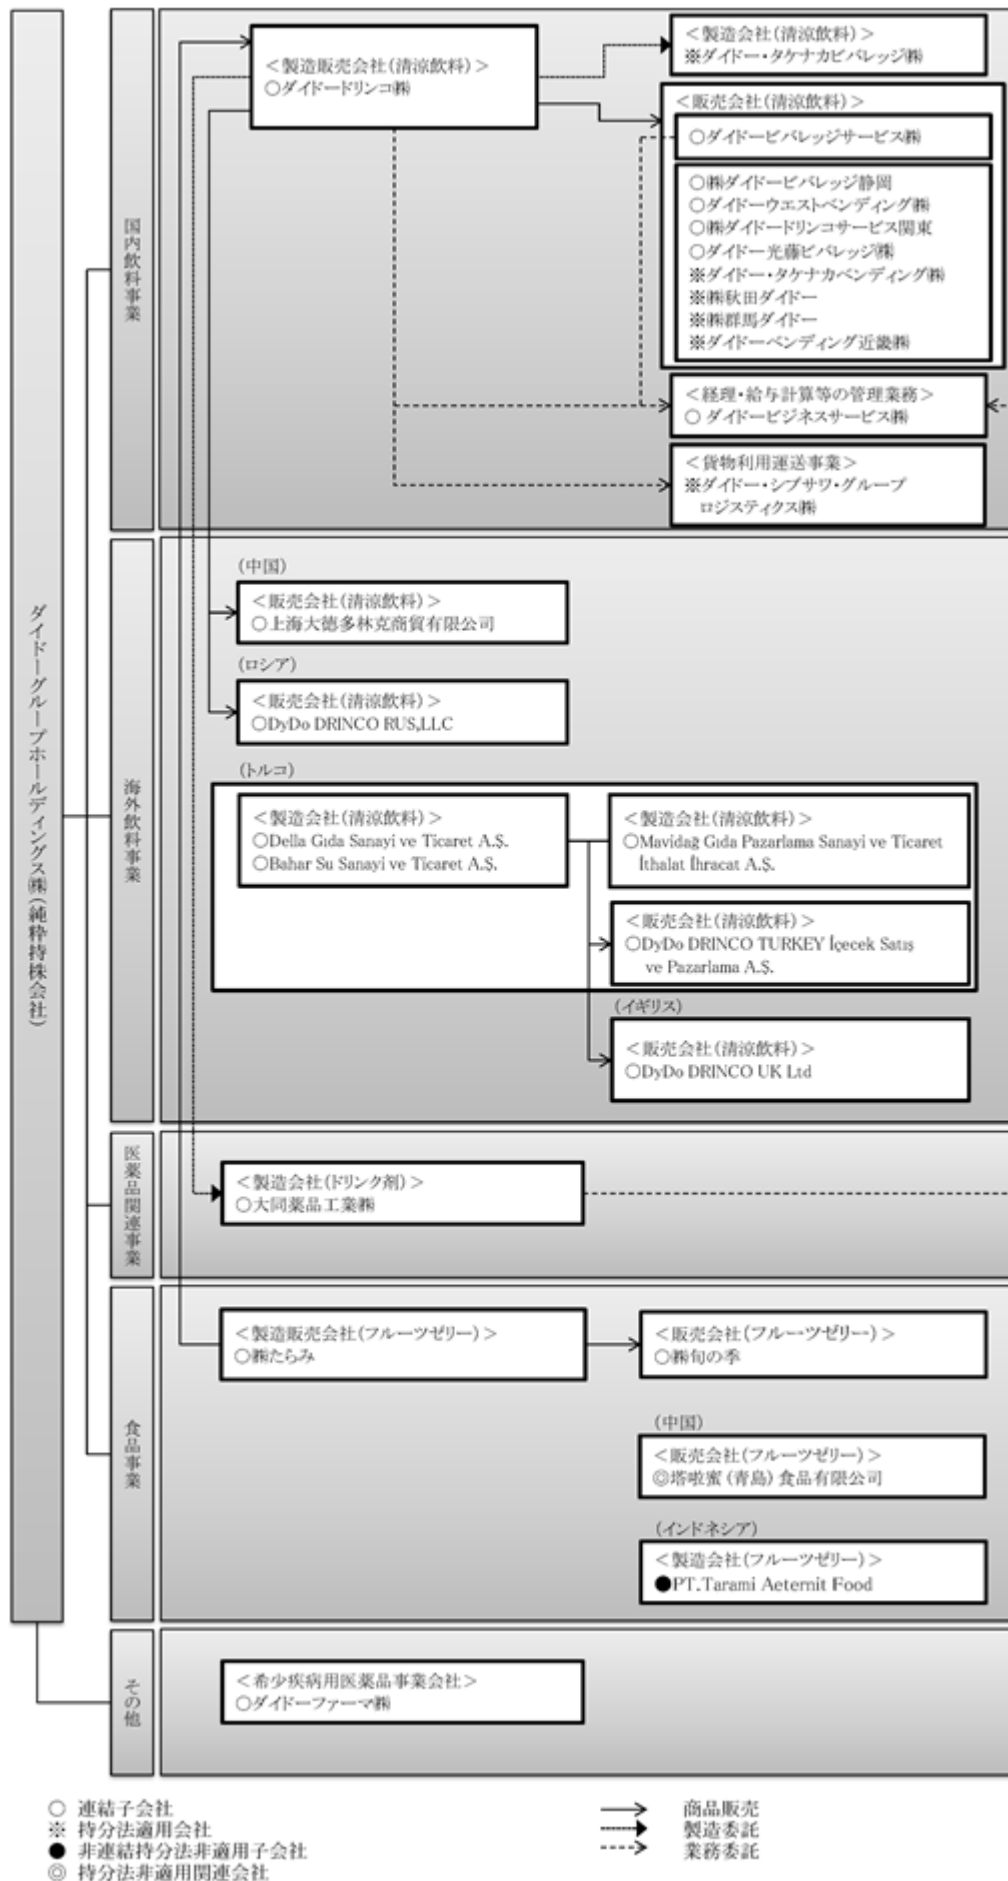 ダイドーグループホールディングス㈱(純粋持株会社)
国内飲料事業
＜製造販売会社(清涼飲料)＞
○ダイドードリンコ㈱
＜製造会社(清涼飲料)＞
※ダイドー・タケナカビバレッジ㈱
＜販売会社(清涼飲料)＞
○ダイドービバレッジサービス㈱
○㈱ダイドービバレッジ静岡
○ダイドーウエストベンディング㈱
○㈱ダイドードリンコサービス関東
○ダイドー光藤ビバレッジ㈱
※ダイドー・タケナカベンディング㈱
※㈱秋田ダイドー
※㈱群馬ダイドー
※ダイドーベンディング近畿㈱
＜経理・給与計算等の管理業務＞
○ ダイドービジネスサービス㈱
＜貨物利用運送事業＞
※ダイドー・シブサワ・グループ
ロジスティクス㈱
海外飲料事業
(中国)
＜販売会社(清涼飲料)＞
○上海大徳多林克商貿有限公司
(ロシア)
＜販売会社(清涼飲料)＞
○DyDo DRINCO RUS,LLC
(トルコ)
＜製造会社(清涼飲料)＞
○Della Gıda Sanayi ve Ticaret A.Ş.
○Bahar Su Sanayi ve Ticaret A.Ş.
＜製造会社(清涼飲料)＞
○Mavidağ Gıda Pazarlama Sanayi ve Ticaret
İthalat İhracat A.Ş.
＜販売会社(清涼飲料)＞
○DyDo DRINCO TURKEY İçecek Satış
ve Pazarlama A.Ş.
(イギリス)
＜販売会社(清涼飲料)＞
○DyDo DRINCO UK Ltd
医薬品関連事業
＜製造会社(ドリンク剤)＞
○大同薬品工業㈱
食品事業
＜製造販売会社(フルーツゼリー)＞
○㈱たらみ
＜販売会社(フルーツゼリー)＞
○㈱旬の季
(中国)
＜販売会社(フルーツゼリー)＞
◎塔啦蜜(青島)食品有限公司
(インドネシア)
＜製造会社(フルーツゼリー)＞
●PT.Tarami Aeternit Food
その他
＜希少疾病用医薬品事業会社＞
○ダイドーファーマ㈱
○ 連結子会社
※ 持分法適用会社
● 非連結持分法非適用子会社
◎ 持分法非適用関連会社
商品販売
製造委託
業務委託